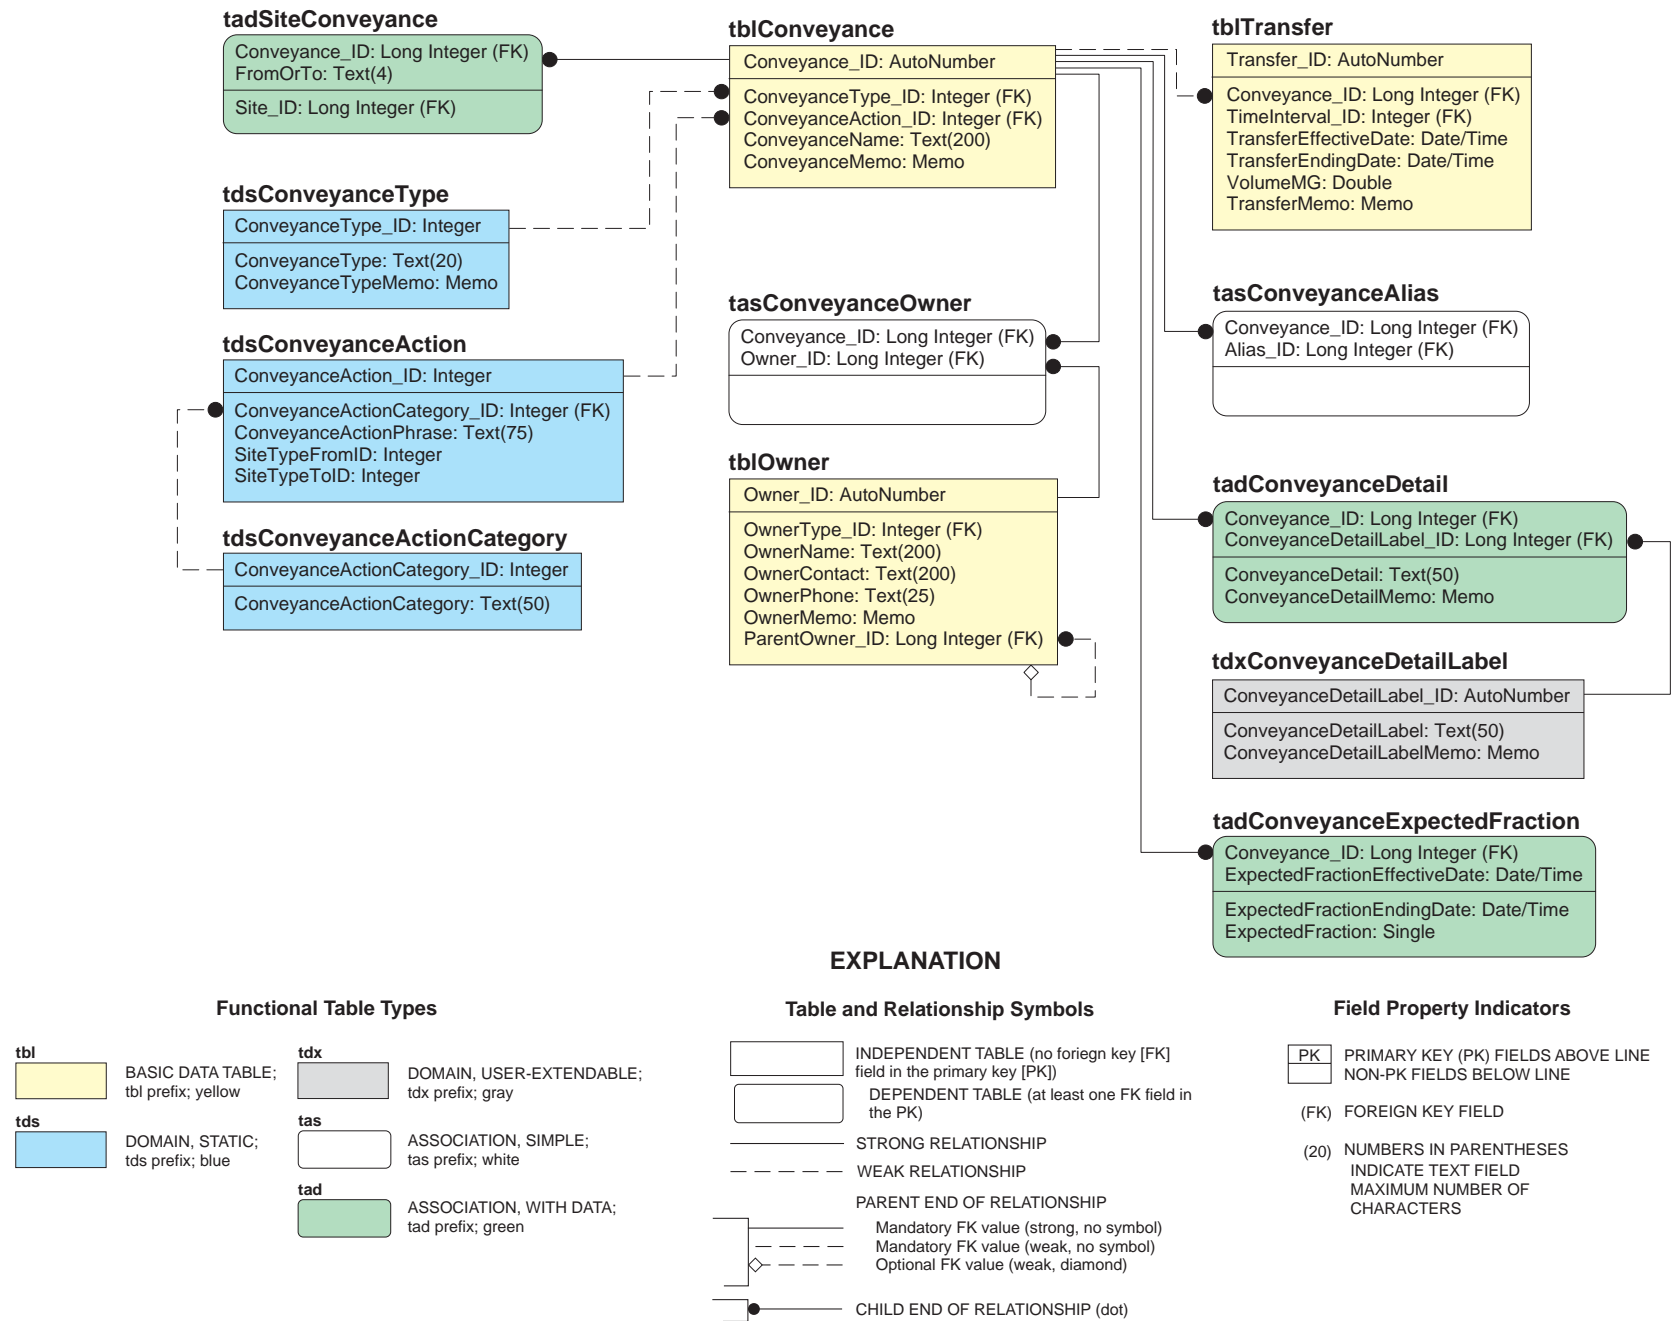 tadSiteConveyance
Conveyance_ID: Long Integer (FK)
FromOrTo: Text(4)
Site_ID: Long Integer (FK)
tdsConveyanceType
ConveyanceType_ID: Integer
ConveyanceType: Text(20)
ConveyanceTypeMemo: Memo
tdsConveyanceAction
ConveyanceAction_ID: Integer
ConveyanceActionCategory_ID: Integer (FK)
ConveyanceActionPhrase: Text(75)
SiteTypeFromID: Integer
SiteTypeToID: Integer
tdsConveyanceActionCategory
ConveyanceActionCategory_ID: Integer
ConveyanceActionCategory: Text(50)
tblConveyance
Conveyance_ID: AutoNumber
ConveyanceType_ID: Integer (FK)
ConveyanceAction_ID: Integer (FK)
ConveyanceName: Text(200)
ConveyanceMemo: Memo
tasConveyanceOwner
Conveyance_ID: Long Integer (FK)
Owner_ID: Long Integer (FK)
tblOwner
Owner_ID: AutoNumber
OwnerType_ID: Integer (FK)
OwnerName: Text(200)
OwnerContact: Text(200)
OwnerPhone: Text(25)
OwnerMemo: Memo
ParentOwner_ID: Long Integer (FK)
tblTransfer
Transfer_ID: AutoNumber
Conveyance_ID: Long Integer (FK)
TimeInterval_ID: Integer (FK)
TransferEffectiveDate: Date/Time
TransferEndingDate: Date/Time
VolumeMG: Double
TransferMemo: Memo
tasConveyanceAlias
Conveyance_ID: Long Integer (FK)
Alias_ID: Long Integer (FK)
tadConveyanceDetail
Conveyance_ID: Long Integer (FK)
ConveyanceDetailLabel_ID: Long Integer (FK)
ConveyanceDetail: Text(50)
ConveyanceDetailMemo: Memo
tdxConveyanceDetailLabel
ConveyanceDetailLabel_ID: AutoNumber
ConveyanceDetailLabel: Text(50)
ConveyanceDetailLabelMemo: Memo
tadConveyanceExpectedFraction
Conveyance_ID: Long Integer (FK)
ExpectedFractionEffectiveDate: Date/Time
ExpectedFractionEndingDate: Date/Time
ExpectedFraction: Single
EXPLANATION
Functional Table Types
tbl
BASIC DATA TABLE;
tbl prefix; yellow
tds
DOMAIN, STATIC;
tds prefix; blue
tdx
DOMAIN, USER-EXTENDABLE;
tdx prefix; gray
tas
ASSOCIATION, SIMPLE;
tas prefix; white
tad
ASSOCIATION, WITH DATA;
tad prefix; green
Table and Relationship Symbols
INDEPENDENT TABLE (no foriegn key [FK]
field in the primary key [PK])
DEPENDENT TABLE (at least one FK field in
the PK)
STRONG RELATIONSHIP
WEAK RELATIONSHIP
PARENT END OF RELATIONSHIP
Mandatory FK value (strong, no symbol)
Mandatory FK value (weak, no symbol)
Optional FK value (weak, diamond)
CHILD END OF RELATIONSHIP (dot)
Field Property Indicators
PK
PRIMARY KEY (PK) FIELDS ABOVE LINE
NON-PK FIELDS BELOW LINE
(FK) FOREIGN KEY FIELD
(20) NUMBERS IN PARENTHESES
INDICATE TEXT FIELD
MAXIMUM NUMBER OF
CHARACTERS